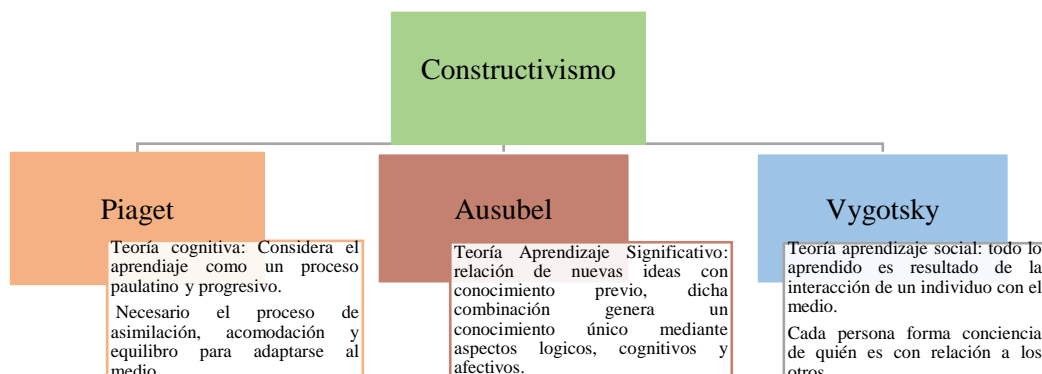 Constructivismo
Piaget
Teoría cognitiva: Considera el
aprendiaje como un proceso
paulatino y progresivo.
Necesario el proceso de
asimilación, acomodación y
equilibro para adaptarse al
medio
Ausubel
Teoría Aprendizaje Significativo:
relación de nuevas ideas con
conocimiento previo, dicha
combinación genera un
conocimiento único mediante
aspectos logicos, cognitivos y
afectivos.
Vygotsky
Teoría aprendizaje social: todo lo
aprendido es resultado de la
interacción de un individuo con el
medio.
Cada persona forma conciencia
de quién es con relación a los
otros